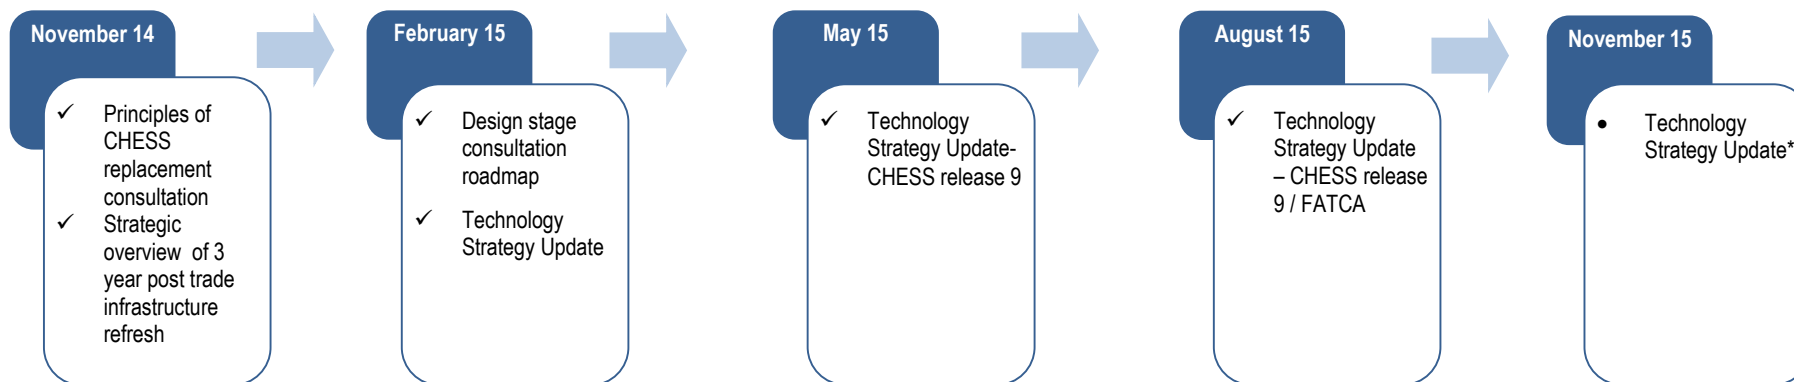 November 14
✓ Principles of
CHESS
replacement
consultation
✓ Strategic
overview of 3
year post trade
infrastructure
refresh
February 15
✓ Design stage
consultation
roadmap
✓ Technology
Strategy Update
May 15
✓ Technology
Strategy Update-
CHESS release 9
August 15
✓ Technology
Strategy Update
– CHESS release
9 / FATCA
November 15
• Technology
Strategy Update*